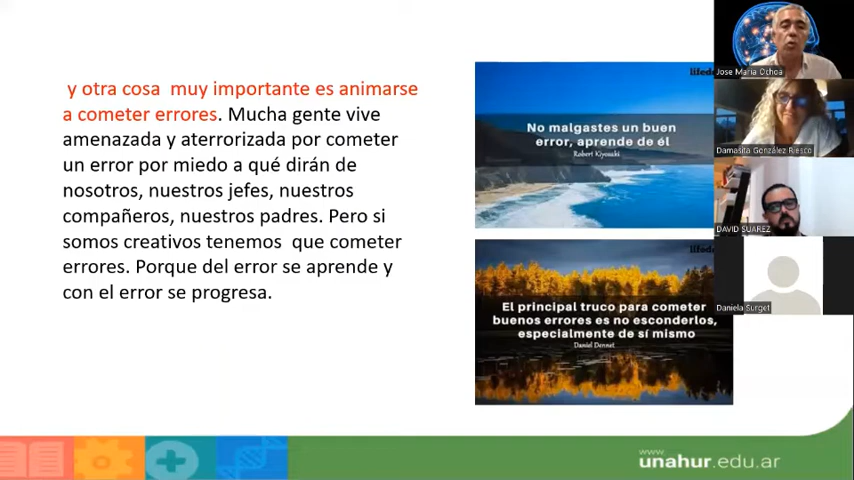 y otra cosa muy importante es animarse
a cometer errores. Mucha gente vive
amenazada y aterrorizada por cometer
un error por miedo a qué dirán de
nosotros, nuestros jefes, nuestros
compañeros, nuestros padres. Pero si
somos creativos tenemos que cometer
errores. Porque del error se aprende y
con el error se progresa.
No malgastes un buen
error, aprende de él
Robert Kiyosaki
El principal truco para cometer
buenos errores es no esconderlos,
especialmente de sí mismo
Daniel Dennet
Jose Maria Ochoa
Damasita González Riesco
DAVID SUAREZ
Daniela Surget
www.
unahur.edu.ar